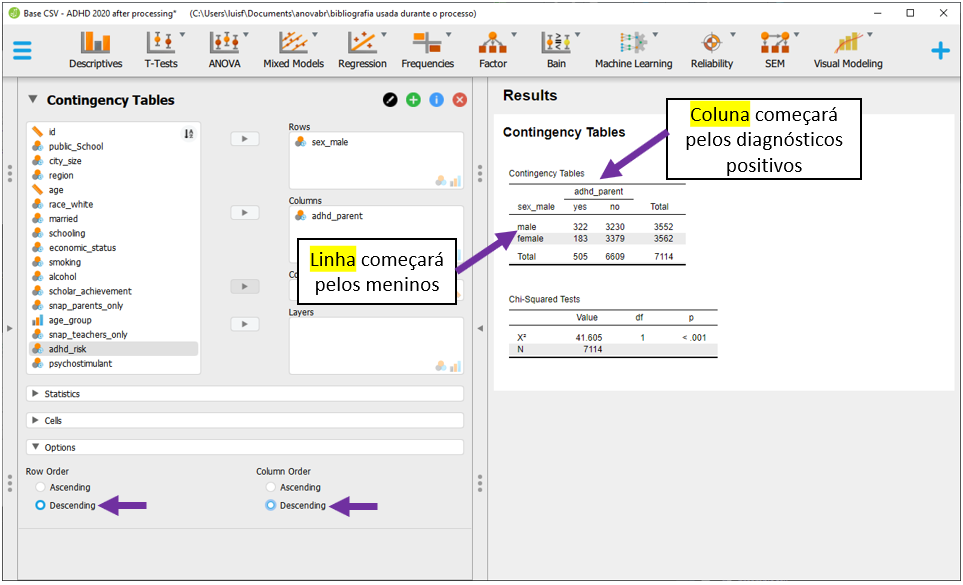 Base CSV - ADHD 2020 after processing* (C:\Users\luisf\Documents\anovabr\bibliografia usada durante o processo)
Descriptives T-Tests ANOVA Mixed Models Regression Frequencies Factor Bain Machine Learning Reliability SEM Visual Modeling
Contingency Tables
id
public_School
city_size
region
age
race_white
married
schooling
economic_status
smoking
alcohol
scholar_achievement
snap_parents_only
age_group
snap_teachers_only
adhd_risk
psychostimulant
Rows
sex_male
Columns
adhd_parent
Co
Layers
Linha começará
pelos meninos
Statistics
Cells
Options
Row Order
Ascending
Descending
Column Order
Ascending
Descending
Results
Contingency Tables
Coluna começará
pelos diagnósticos
positivos
Contingency Tables
adhd_parent
sex_male yes no Total
male 322 3230 3552
female 183 3379 3562
Total 505 6609 7114
Chi-Squared Tests
Value df p
X² 41.605 1 < .001
N 7114